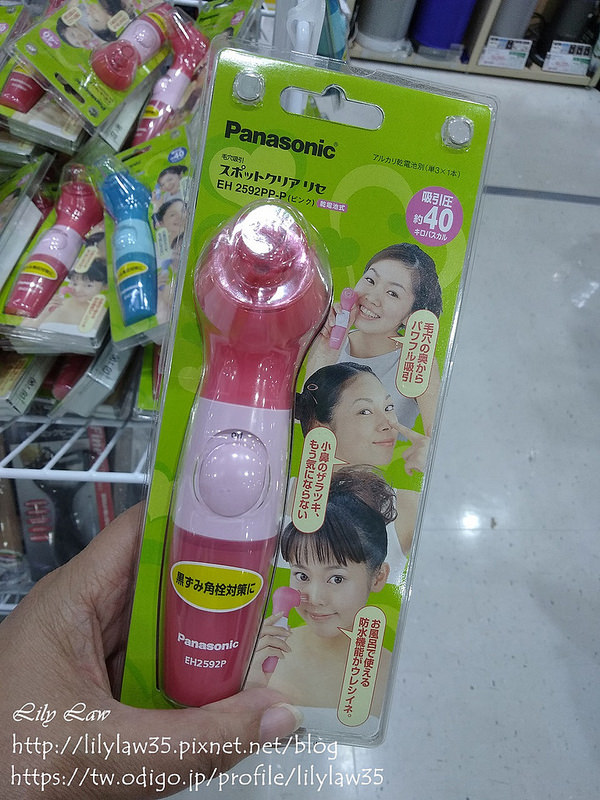 Panasonic
アルカリ乾電池別(単3×1本)
毛穴吸引
スポットクリア リセ
EH 2592PP-P(ピンク) 乾電池式
吸引圧
約40
キロパスカル
毛穴の奥から
パワフル吸引
小鼻のザラツキ、
もう気にならない
お風呂で使える
防水機能がウレシイネ。
黒ずみ角栓対策に
Panasonic
EH2592P
Lily Law
http://lilylaw35.pixnet.net/blog
https://tw.odigo.jp/profile/lilylaw35